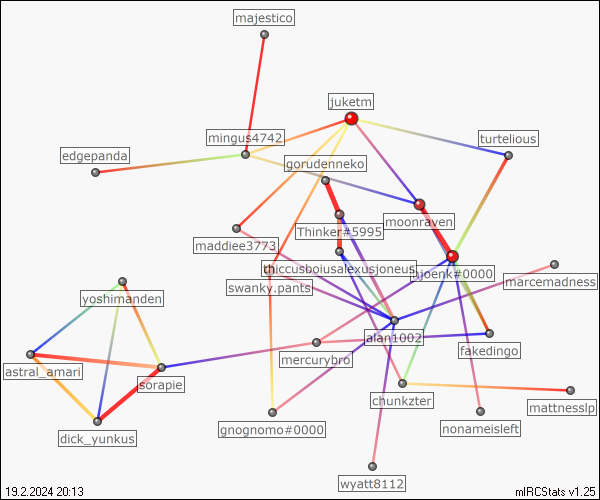 majestico
juketm
mingus4742
turtelious
edgepanda
gorudenneko
moonraven
Thinker#5995
maddiee3773
thiccusboiusalexusjoneus
pjoenk#0000
marcemadness
swanky.pants
yoshimanden
alan1002
fakedingo
mercurybro
astral_amari
sorapie
chunkzter
mattnesslp
gnognomo#0000
nonameisleft
dick_yunkus
wyatt8112
19.2.2024 20:13
mIRCStats v1.25